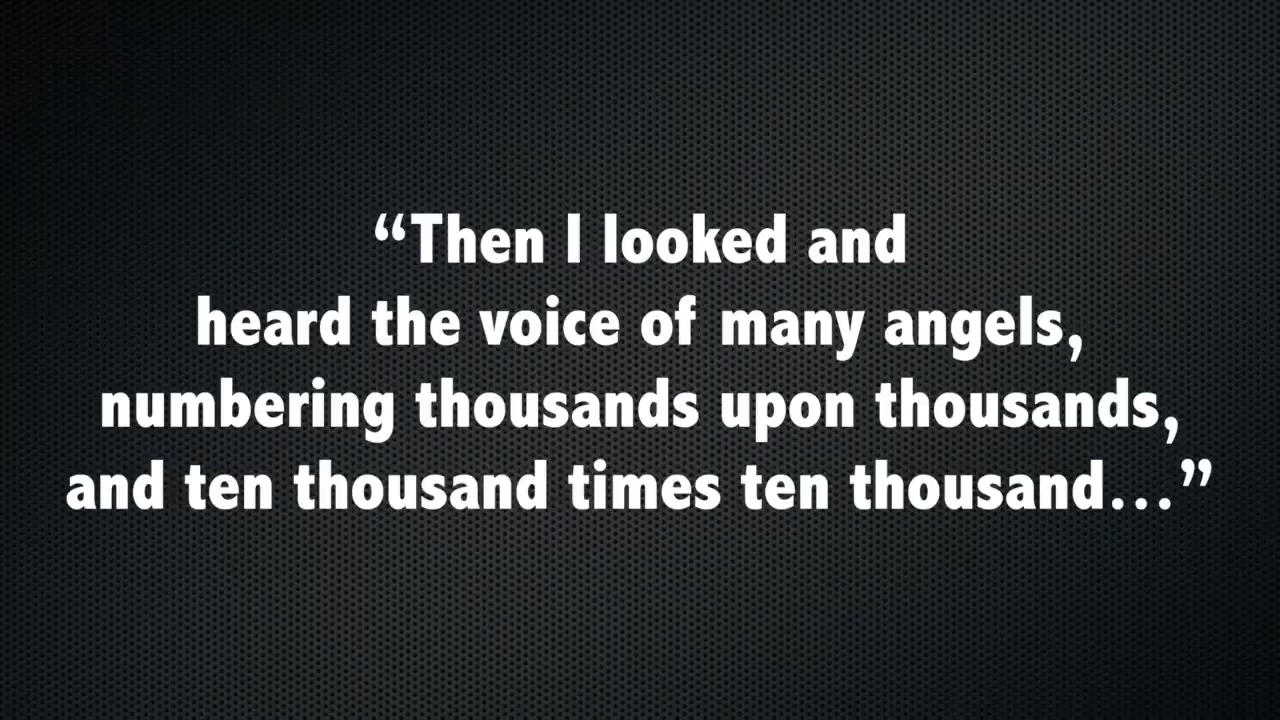 “Then I looked and
heard the voice of many angels,
numbering thousands upon thousands,
and ten thousand times ten thousand…”